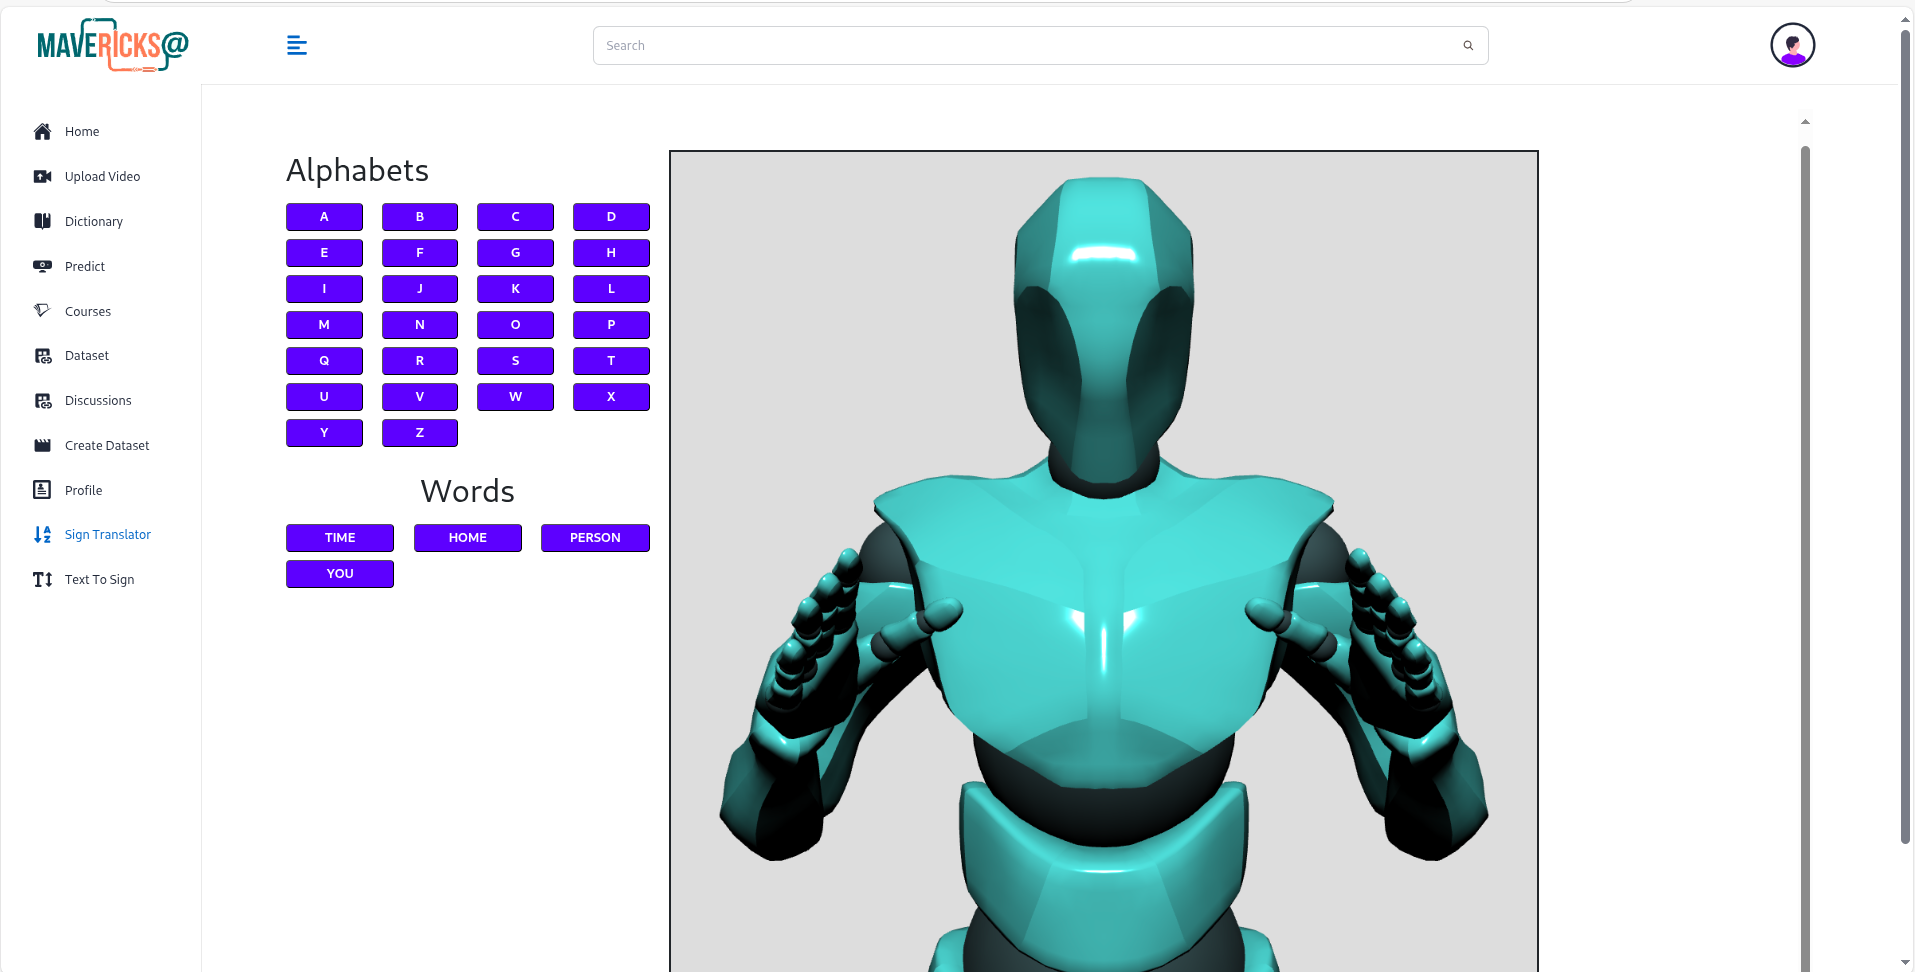 MAVERICKS@
Search
Home
Upload Video
Dictionary
Predict
Courses
Dataset
Discussions
Create Dataset
Profile
Sign Translator
Text To Sign
Alphabets
A B C D
E F G H
I J K L
M N O P
Q R S T
U V W X
Y Z
Words
TIME HOME PERSON
YOU